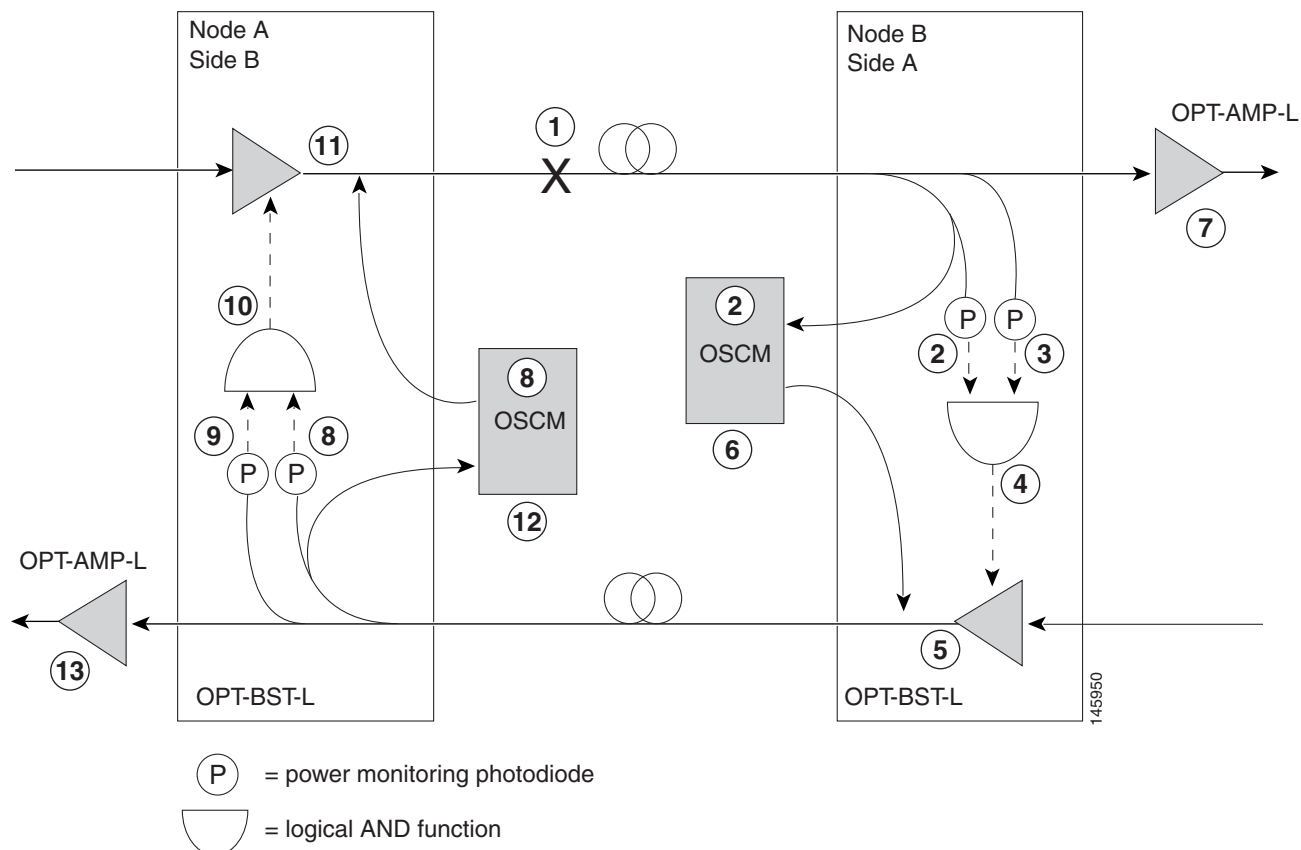 Node A
Side B
Node B
Side A
OPT-AMP-L
1
11
X
7
10
2
OSCM
P
P
2
3
8
OSCM
9
8
P
P
6
4
12
OPT-AMP-L
13
5
OPT-BST-L
OPT-BST-L
145950
P = power monitoring photodiode
= logical AND function